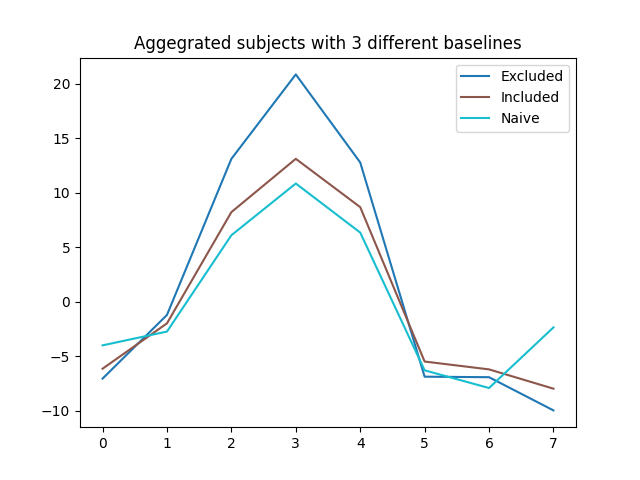 Aggegrated subjects with 3 different baselines
Excluded
Included
Naive
20
15
10
5
0
−5
−10
0 1 2 3 4 5 6 7